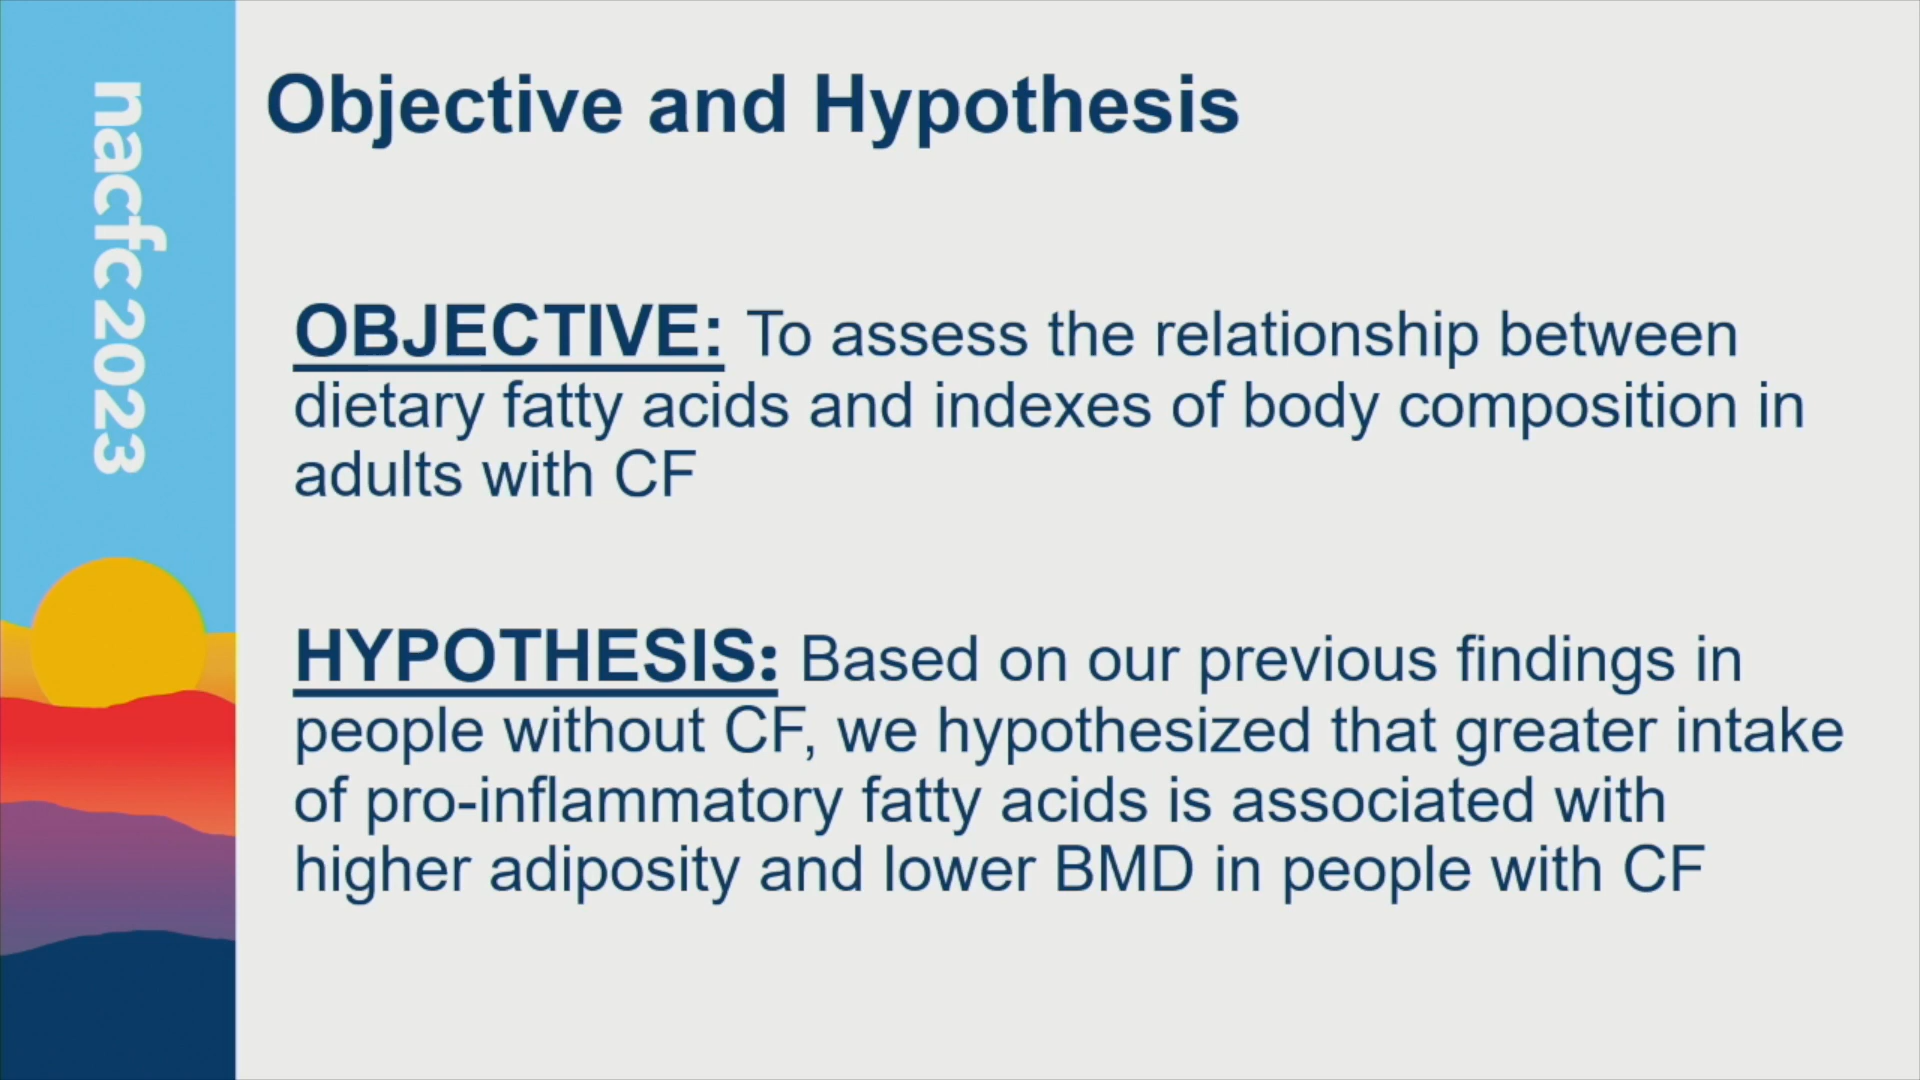 nacfc 2023
Objective and Hypothesis
OBJECTIVE: To assess the relationship between
dietary fatty acids and indexes of body composition in
adults with CF
HYPOTHESIS: Based on our previous findings in
people without CF, we hypothesized that greater intake
of pro-inflammatory fatty acids is associated with
higher adiposity and lower BMD in people with CF